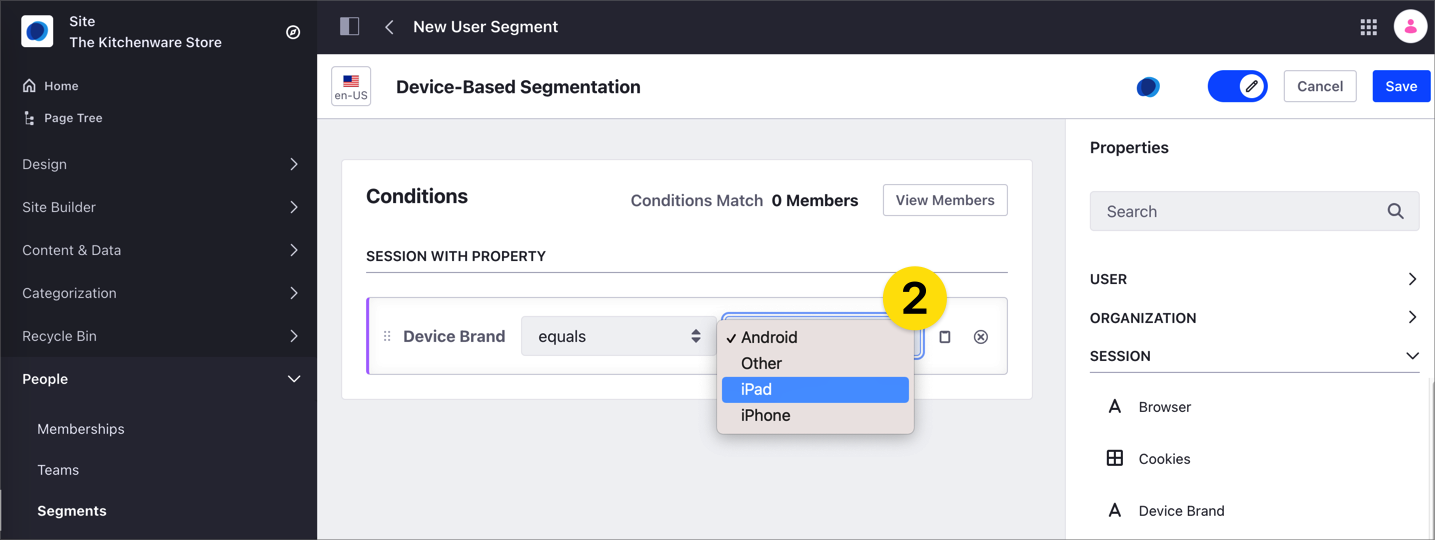 Site
The Kitchenware Store
Home
Page Tree
Design
Site Builder
Content & Data
Categorization
Recycle Bin
People
Memberships
Teams
Segments
New User Segment
en-US
Device-Based Segmentation
Cancel
Save
Conditions
Conditions Match 0 Members
View Members
SESSION WITH PROPERTY
2
Device Brand
equals
✓ Android
Other
iPad
iPhone
Properties
Search
USER
ORGANIZATION
SESSION
Browser
Cookies
Device Brand